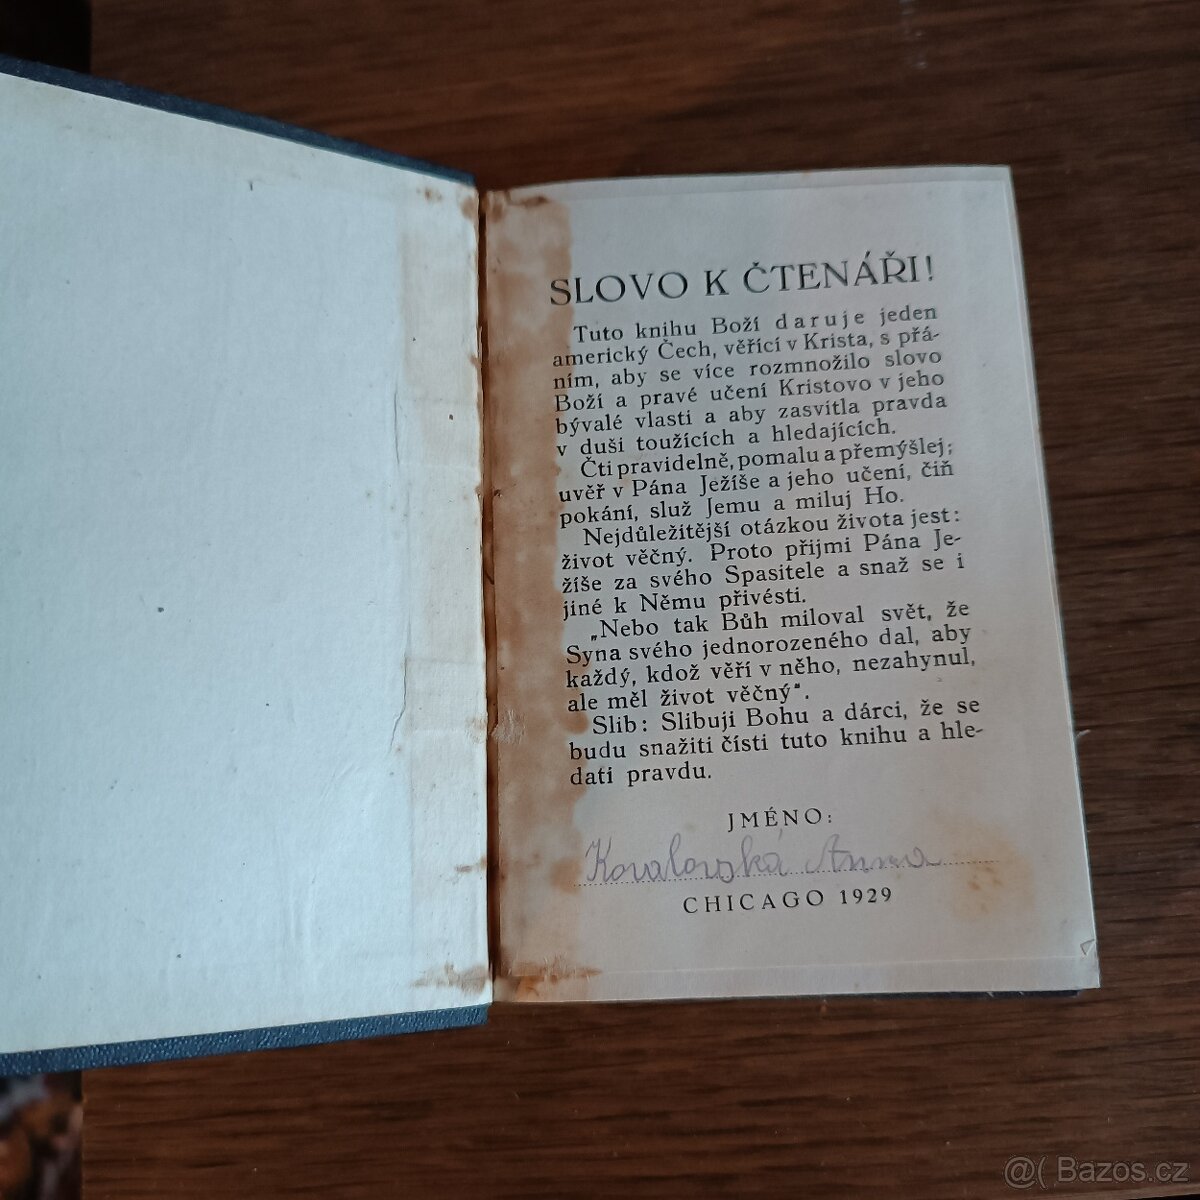 SLOVO K ČTENÁŘI!
Tuto knihu Boží daruje jeden
americký Čech, věřící v Krista, s přá-
ním, aby se více rozmnožilo slovo
Boží a pravé učení Kristovo v jeho
bývalé vlasti a aby zasvitla pravda
v duši toužících a hledajících.
Čti pravidelně, pomalu a přemýšlej;
uvěř v Pána Ježíše a jeho učení, čiň
pokání, služ Jemu a miluj Ho.
Nejdůležitější otázkou života jest:
život věčný. Proto přijmi Pána Je-
žíše za svého Spasitele a snaž se i
jiné k Němu přivésti.
„Nebo tak Bůh miloval svět, že
Syna svého jednorozeného dal, aby
každý, kdož věří v něho, nezahynul,
ale měl život věčný".
Slib: Slibuji Bohu a dárci, že se
budu snažiti čísti tuto knihu a hle-
dati pravdu.
JMÉNO:
Kovalovská Anna
CHICAGO 1929
@( Bazos.cz